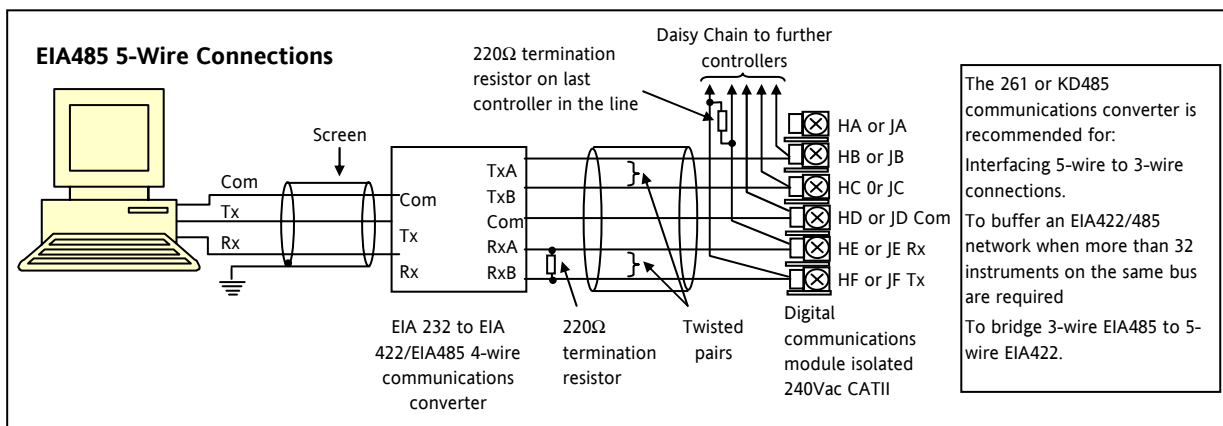 EIA485 5-Wire Connections
220Ω termination
resistor on last
controller in the line
Daisy Chain to further
controllers
Screen
Com
Tx
Rx
Com
Tx
Rx
TxA
TxB
Com
RxA
RxB
HA or JA
HB or JB
HC 0r JC
HD or JD Com
HE or JE Rx
HF or JF Tx
EIA 232 to EIA
422/EIA485 4-wire
communications
converter
220Ω
termination
resistor
Twisted
pairs
Digital
communications
module isolated
240Vac CATII
The 261 or KD485
communications converter is
recommended for:
Interfacing 5-wire to 3-wire
connections.
To buffer an EIA422/485
network when more than 32
instruments on the same bus
are required
To bridge 3-wire EIA485 to 5-
wire EIA422.